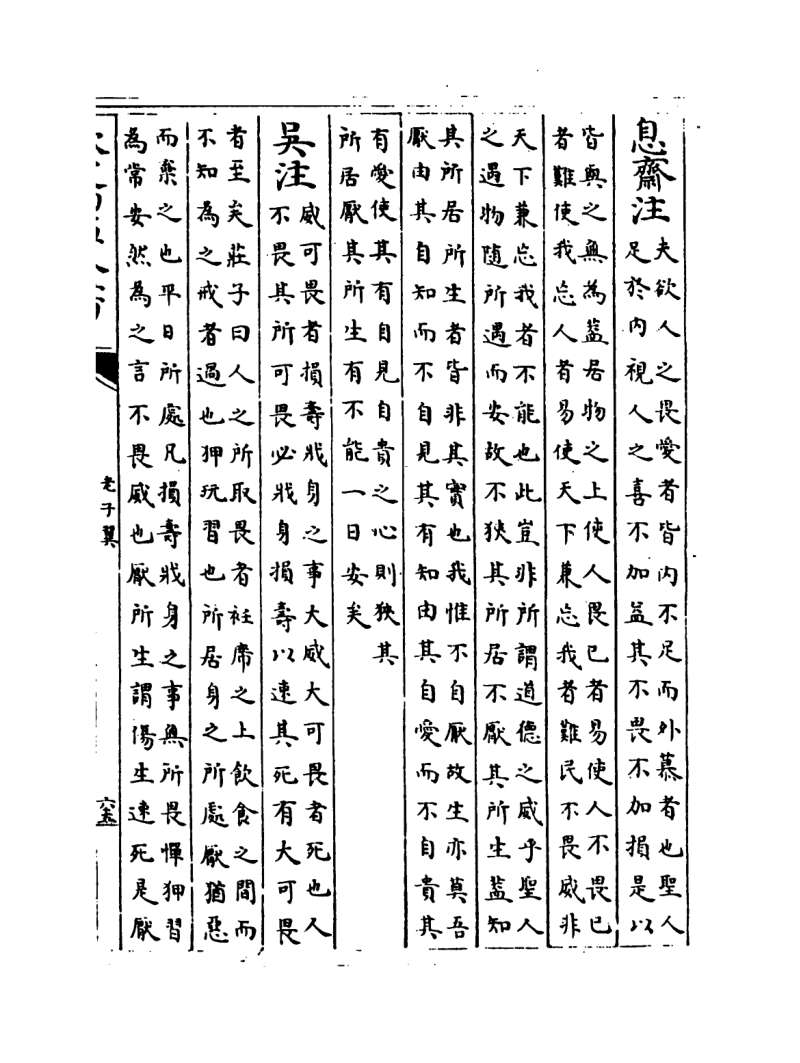 息齋注夫欲人之畏愛者皆内不足而外慕者也聖人
足於内視人之喜不加益其不畏不加損是以
皆與之無為葢居物之上使人畏已者易使人不畏已
者難使我忘人者易使天下兼忘我者難民不畏威非
天下兼忘我者不能也此豈非所謂道德之威乎聖人
之遇物隨所遇而安故不狹其所居不厭其所生葢知
其所居所生者皆非其實也我惟不自厭故生亦莫吾
厭由其自知而不自見其有知由其自愛而不自貴其
有愛使其有自見自貴之心則狹其
所居厭其所生有不能一日安矣
吳注威可畏者損壽戕身之事大威大可畏者死也人
不畏其所可畏必戕身損壽以速其死有大可畏
者至矣莊子曰人之所取畏者衽席之上飲食之間而
不知為之戒者過也狎玩習也所居身之所處厭猶惡
而棄之也平日所處凡損壽戕身之事無所畏憚狎習
為常安然為之言不畏威也厭所生謂傷生速死是厭
老子翼
六五